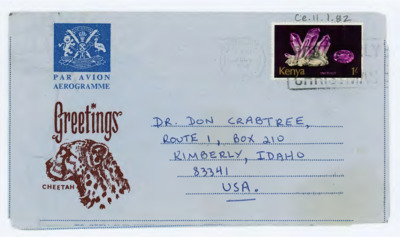 Ca. 11.1.82
PAR AVION
AEROGRAMME
Kenya
Greetings
CHEETAH
DR. DON CRABTREE,
ROUTE 1, BOX 210
KIMBERLY, IDAHO
83341
USA.